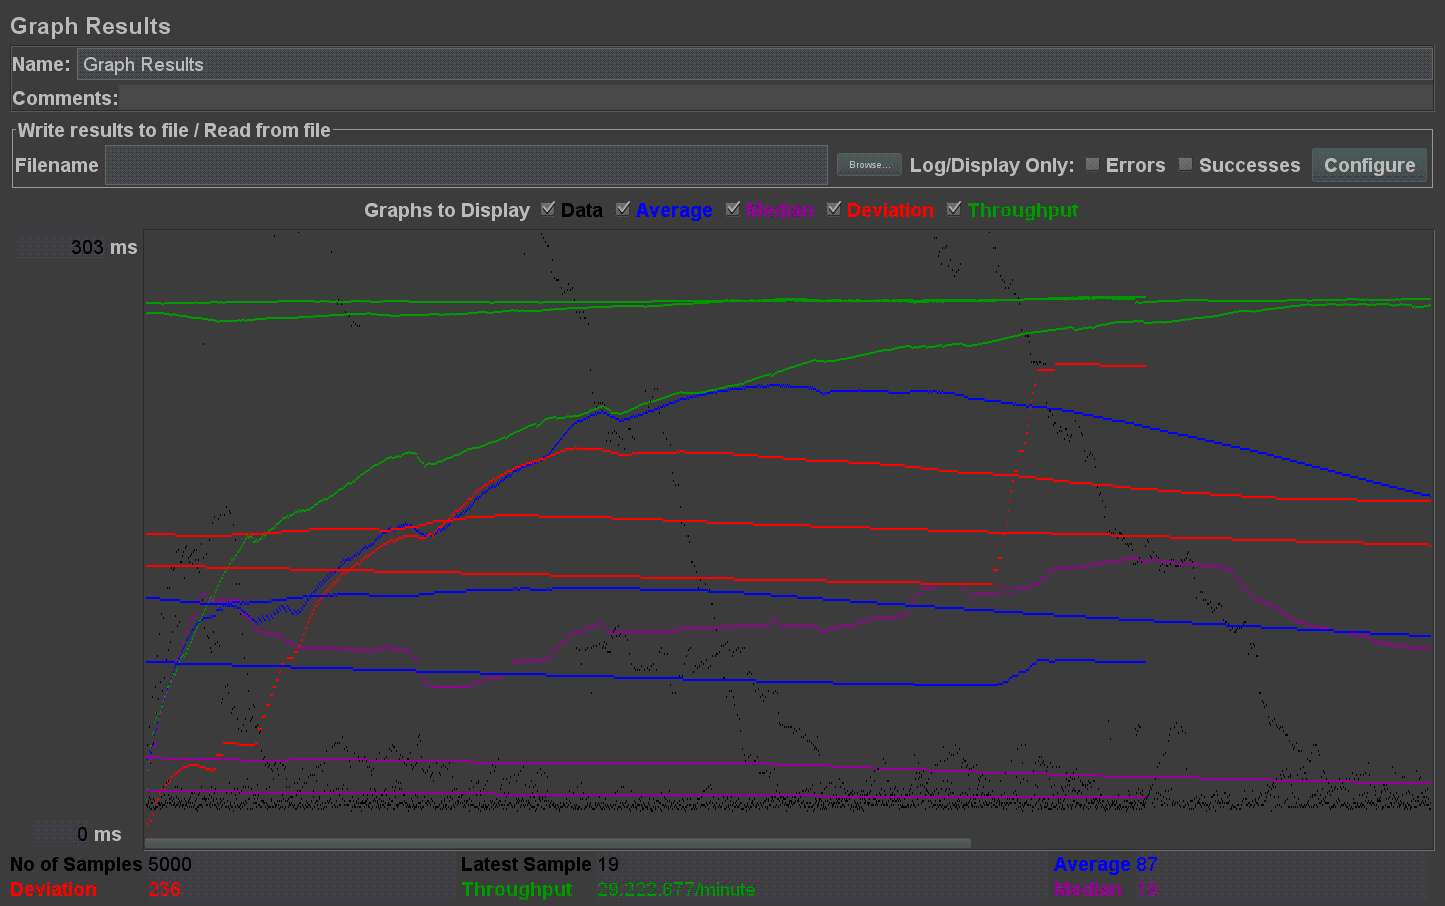 Graph Results
Name: Graph Results
Comments:
Write results to file / Read from file
Filename Browse... Log/Display Only: Errors Successes Configure
Graphs to Display Data Average Median Deviation Throughput
303 ms
0 ms
No of Samples 5000 Latest Sample 19 Average 87
Deviation 236 Throughput 29,222.677/minute Median 19